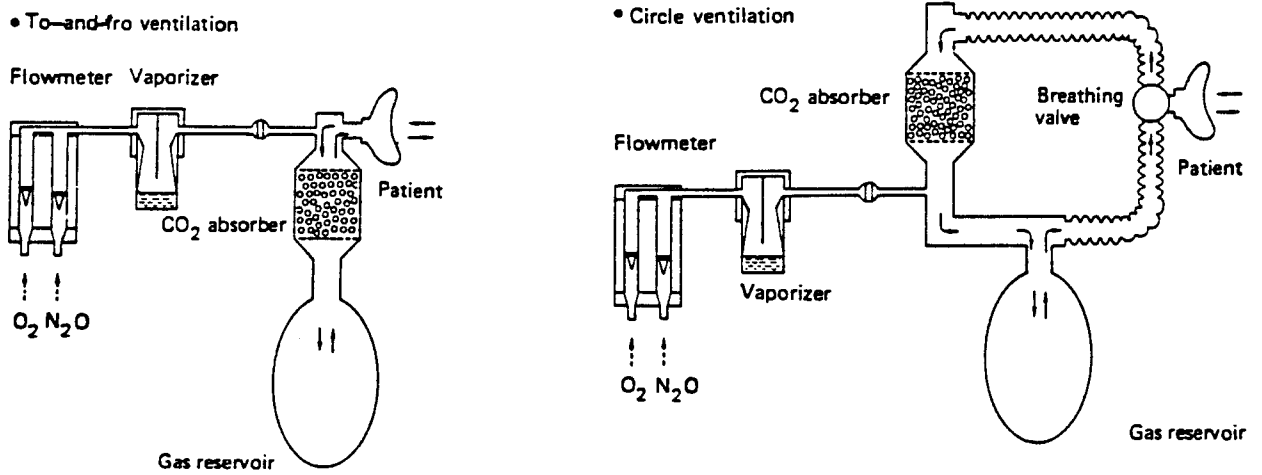 • To-and-fro ventilation
Flowmeter Vaporizer
Patient
CO2 absorber
O2 N2O
Gas reservoir
• Circle ventilation
CO2 absorber
Breathing
valve
Flowmeter
Patient
Vaporizer
O2 N2O
Gas reservoir